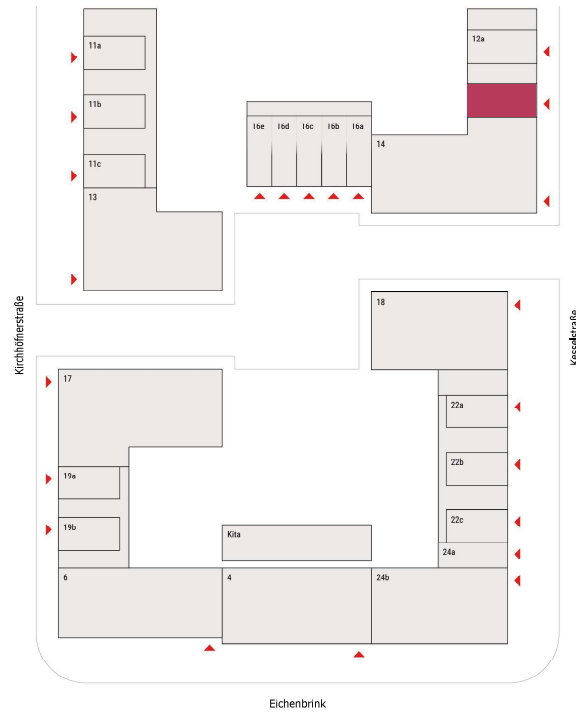 11a
12a
11b
16e
16d
16c
16b
16a
14
11c
13
18
Kirchhöfnerstraße
Kesselstraße
17
22a
22b
19a
19b
22c
Kita
24a
6
4
24b
Eichenbrink